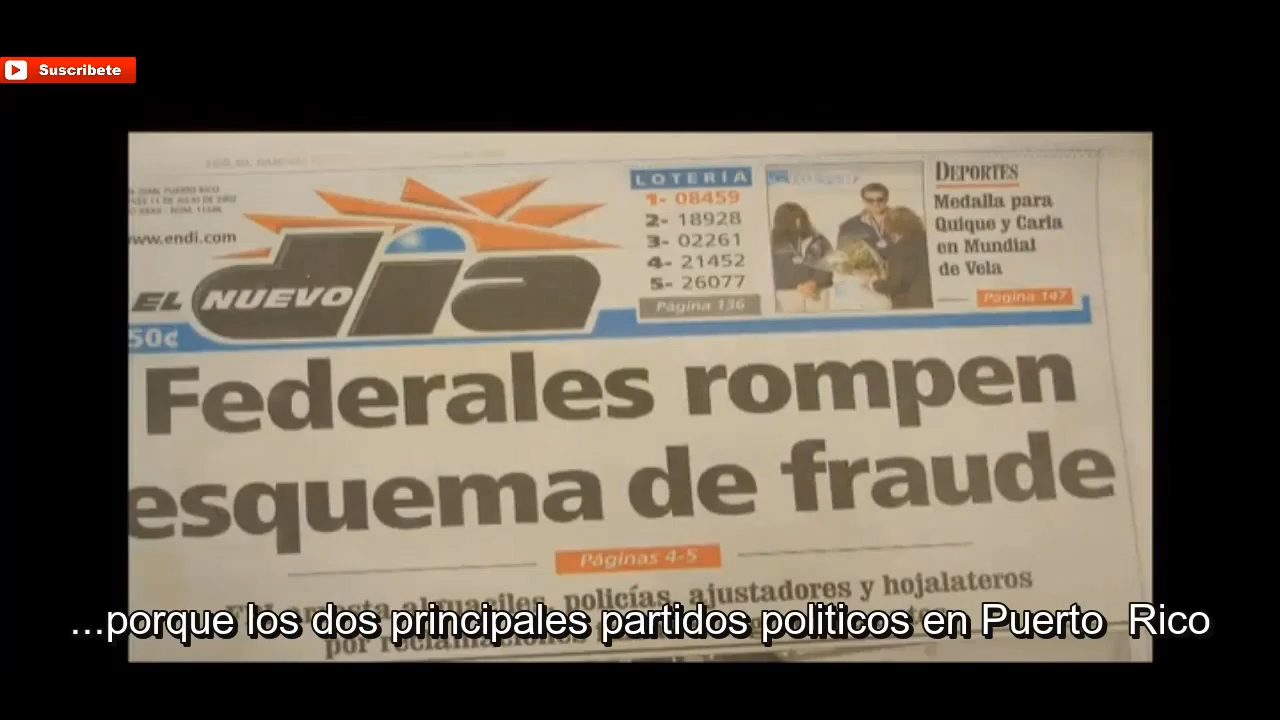 Suscribete
www.endi.com
EL NUEVO día
50¢
LOTERÍA
1- 08459
2- 18928
3- 02261
4- 21452
5- 26077
Página 136
DEPORTES
Medalla para
Quique y Carla
en Mundial
de Vela
Página 147
Federales rompen
esquema de fraude
Páginas 4-5
alguaciles, policías, ajustadores y hojalateros
por
...porque los dos principales partidos politicos en Puerto Rico